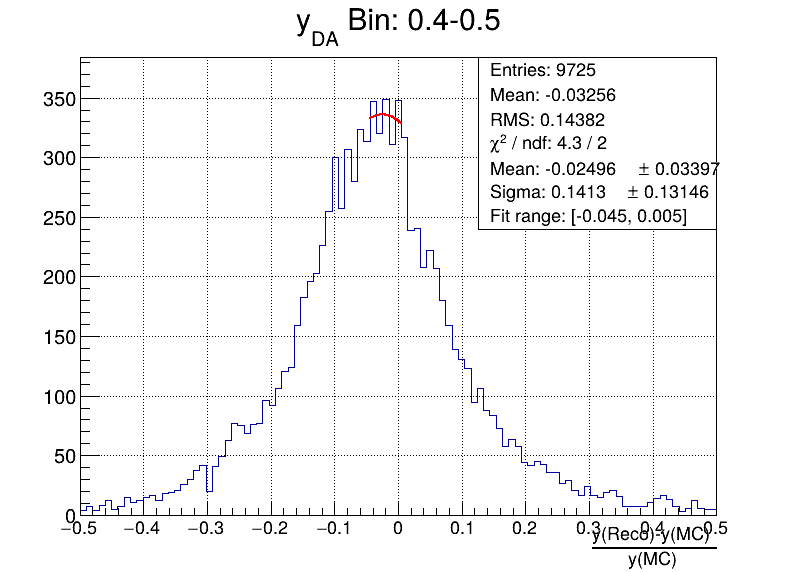 yDA Bin: 0.4-0.5
Entries: 9725
Mean: -0.03256
RMS: 0.14382
χ² / ndf: 4.3 / 2
Mean: -0.02496 ± 0.03397
Sigma: 0.1413 ± 0.13146
Fit range: [-0.045, 0.005]
350
300
250
200
150
100
50
0
−0.5 −0.4 −0.3 −0.2 −0.1 0 0.1 0.2 0.3 0.4 0.5
y(Reco)-y(MC)
y(MC)